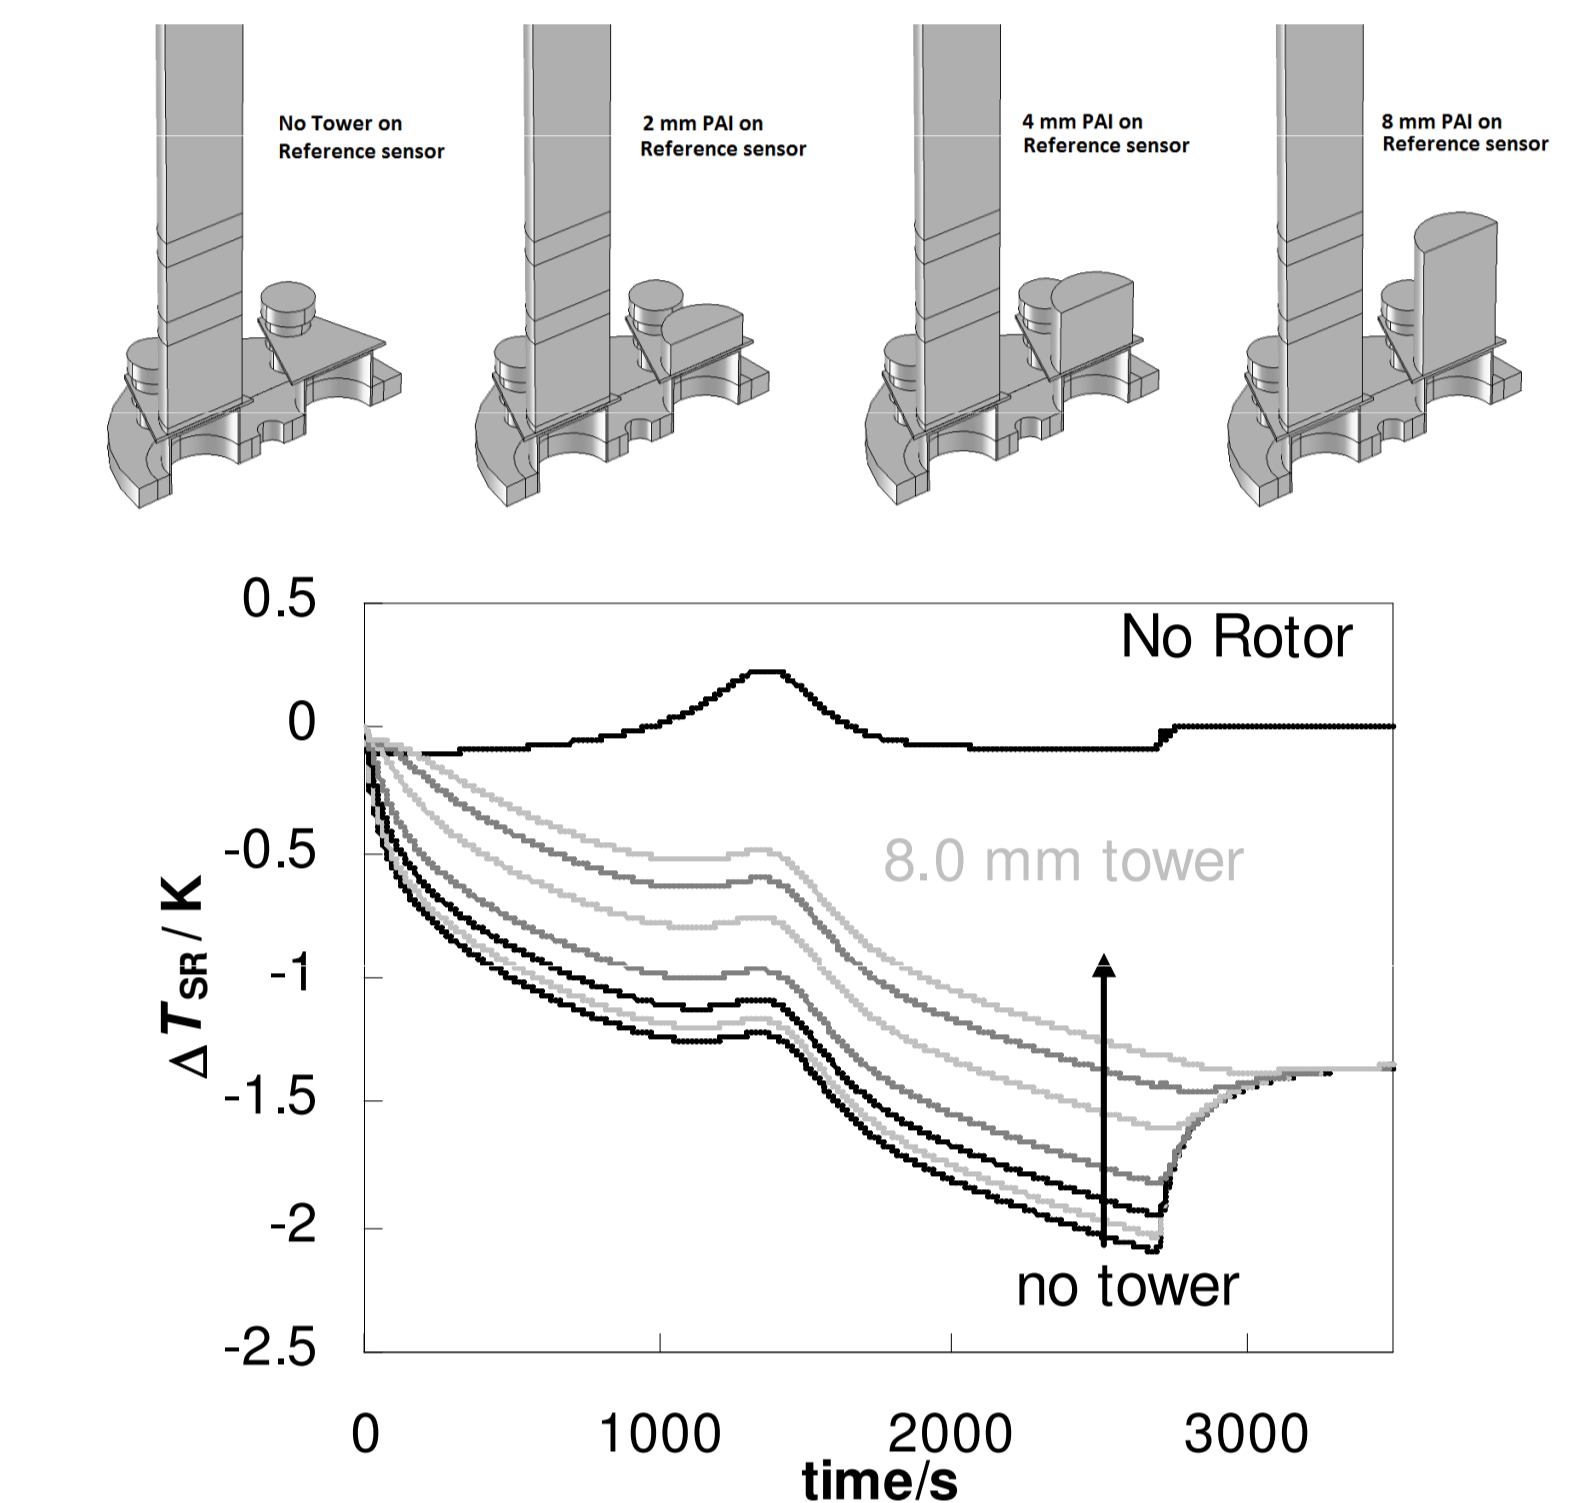 No Tower on
Reference sensor
2 mm PAI on
Reference sensor
4 mm PAI on
Reference sensor
8 mm PAI on
Reference sensor
0.5
0
-0.5
-1
-1.5
-2
-2.5
Δ TSR / K
No Rotor
8.0 mm tower
no tower
0 1000 2000 3000
time/s